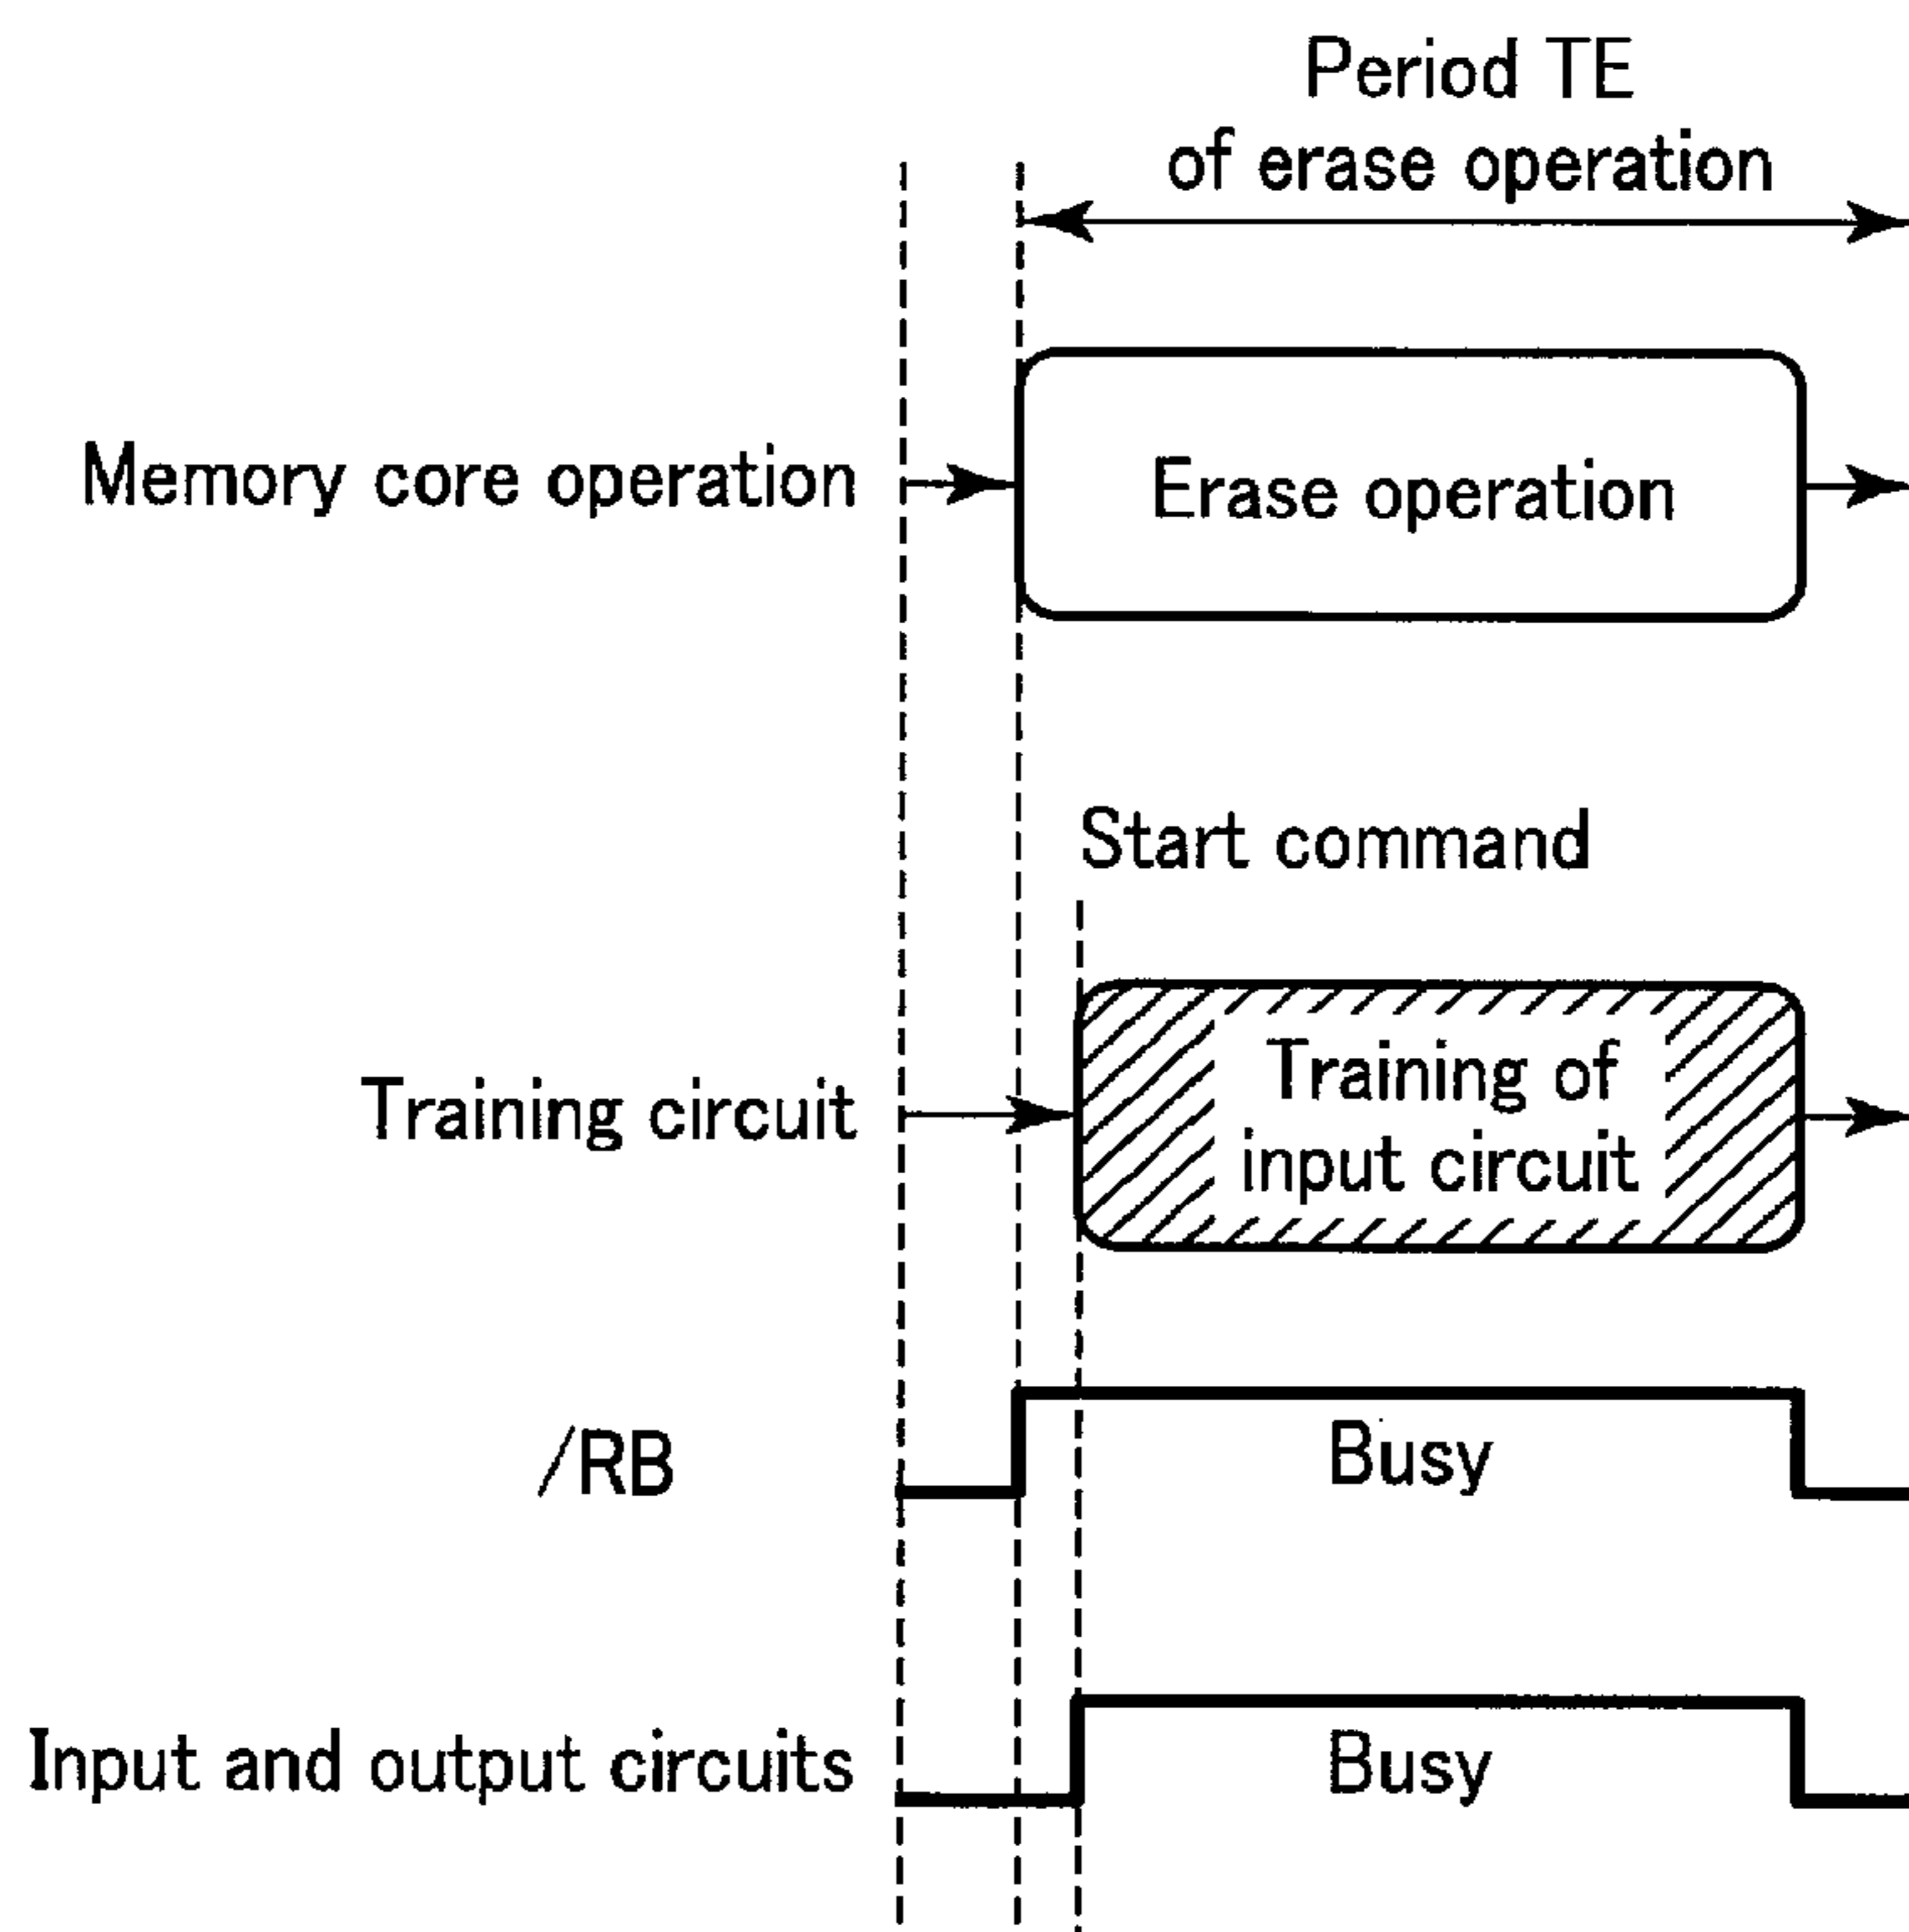 Period TE
of erase operation
Memory core operation
Erase operation
Start command
Training circuit
Training of
input circuit
/RB
Busy
Input and output circuits
Busy